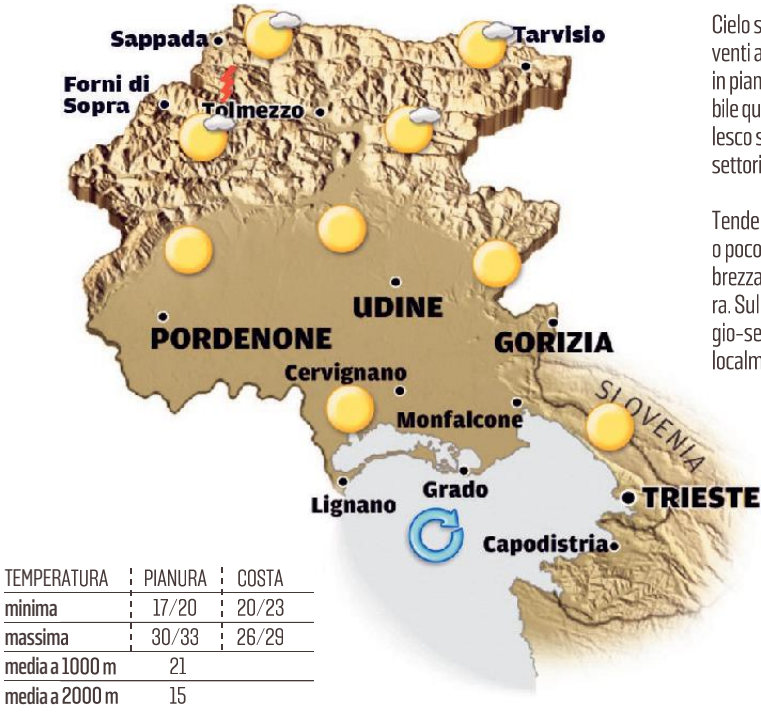 Sappada
Tarvisio
Forni di
Sopra
Tolmezzo
UDINE
PORDENONE
GORIZIA
Cervignano
Monfalcone
SLOVENIA
Lignano
Grado
TRIESTE
Capodistria
TEMPERATURA PIANURA COSTA
minima 17/20 20/23
massima 30/33 26/29
media a 1000 m 21
media a 2000 m 15
Cielo s
venti a
in pian
bile qu
lesco s
settori
Tende
o poco
brezza
ra. Sul
gio-se
localm